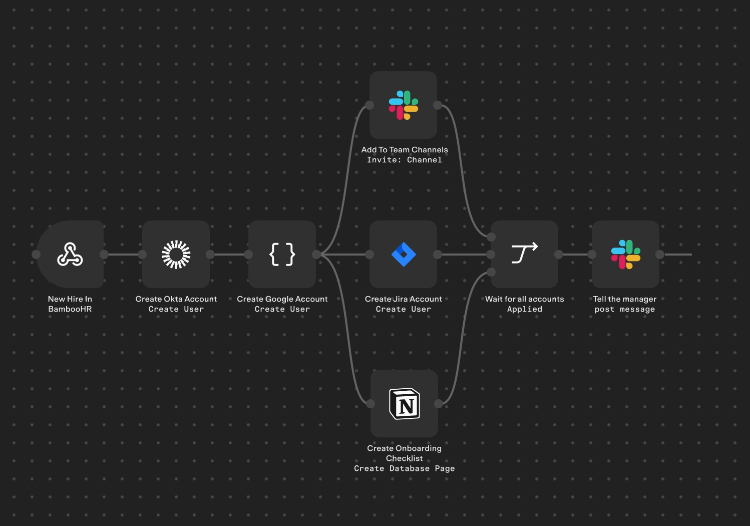 Add To Team Channels
Invite: Channel
New Hire In
BambooHR
Create Okta Account
Create User
Create Google Account
Create User
Create Jira Account
Create User
Wait for all accounts
Applied
Tell the manager
post message
Create Onboarding
Checklist
Create Database Page